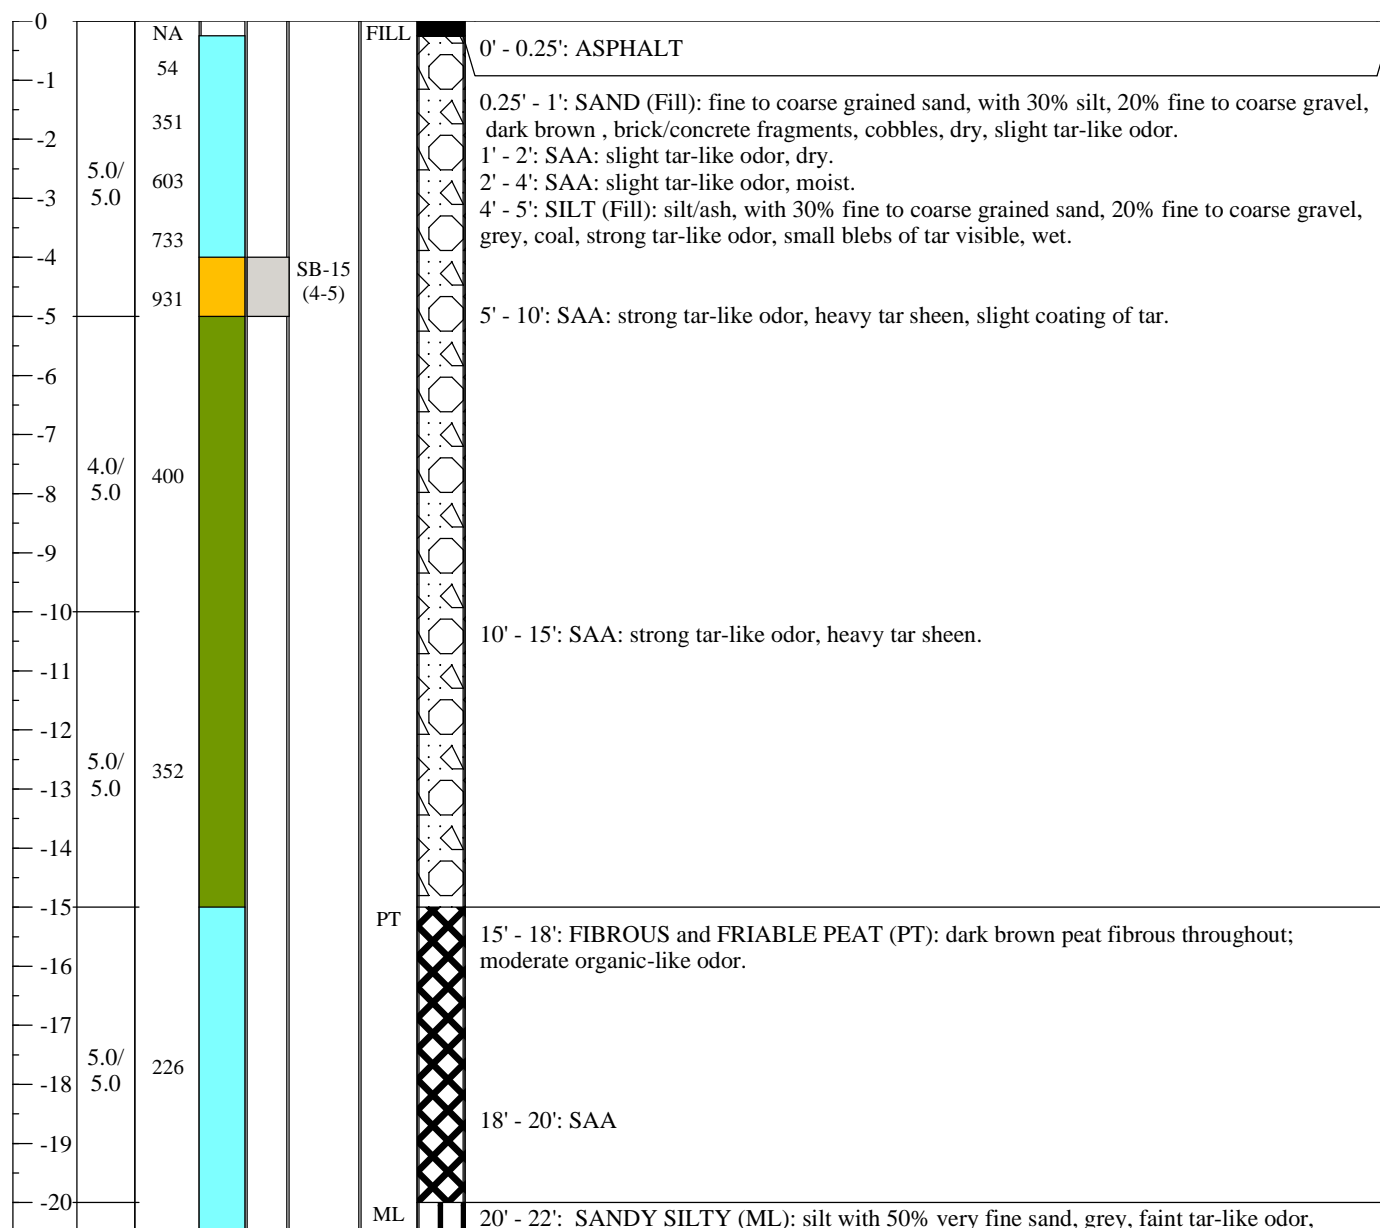 0
NA
FILL
0' - 0.25': ASPHALT
54
-1
0.25' - 1': SAND (Fill): fine to coarse grained sand, with 30% silt, 20% fine to coarse gravel,
dark brown , brick/concrete fragments, cobbles, dry, slight tar-like odor.
351
-2
1' - 2': SAA: slight tar-like odor, dry.
5.0/
5.0
603
2' - 4': SAA: slight tar-like odor, moist.
-3
4' - 5': SILT (Fill): silt/ash, with 30% fine to coarse grained sand, 20% fine to coarse gravel,
grey, coal, strong tar-like odor, small blebs of tar visible, wet.
733
-4
SB-15
(4-5)
931
-5
5' - 10': SAA: strong tar-like odor, heavy tar sheen, slight coating of tar.
-6
-7
4.0/
5.0
400
-8
-9
-10
10' - 15': SAA: strong tar-like odor, heavy tar sheen.
-11
-12
5.0/
5.0
352
-13
-14
-15
PT
15' - 18': FIBROUS and FRIABLE PEAT (PT): dark brown peat fibrous throughout;
moderate organic-like odor.
-16
-17
5.0/
5.0
226
-18
18' - 20': SAA
-19
-20
ML
20' - 22':  SANDY SILTY (ML): silt with 50% very fine sand, grey, faint tar-like odor,